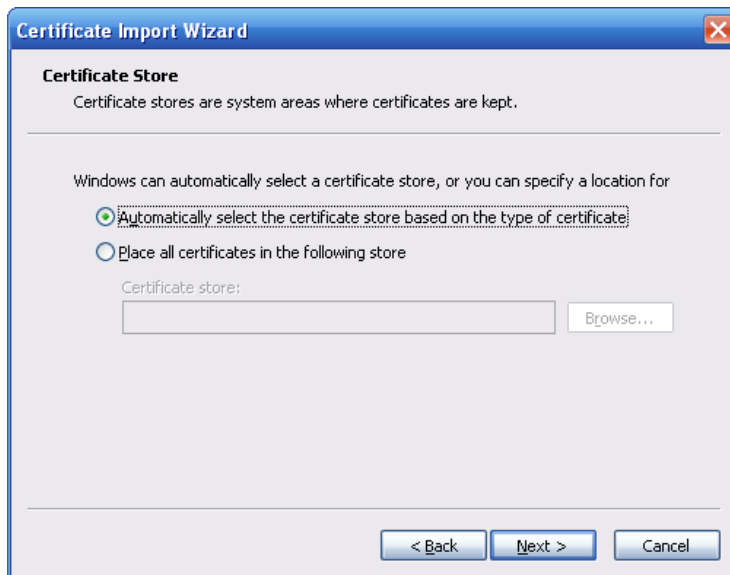 Certificate Import Wizard
Certificate Store
Certificate stores are system areas where certificates are kept.
Windows can automatically select a certificate store, or you can specify a location for
Automatically select the certificate store based on the type of certificate
Place all certificates in the following store
Certificate store:
Browse...
< Back Next > Cancel